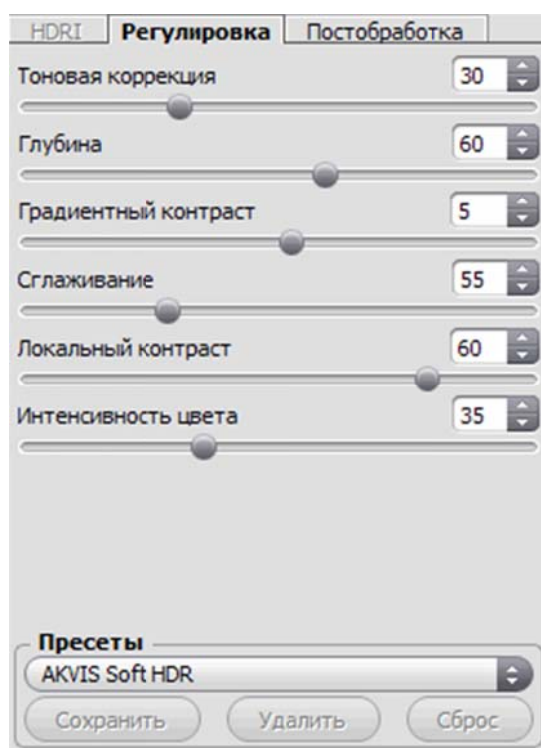 HDRI Регулировка Постобработка
Тоновая коррекция 30
Глубина 60
Градиентный контраст 5
Сглаживание 55
Локальный контраст 60
Интенсивность цвета 35
Пресеты
AKVIS Soft HDR
Сохранить Удалить Сброс